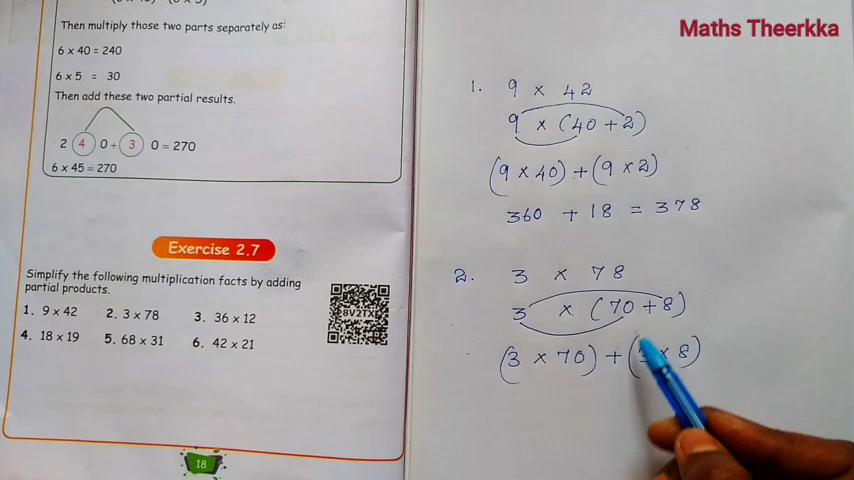 Then multiply those two parts separately as:
6 x 40 = 240
6 x 5 = 30
Then add these two partial results.
2 4 0 + 3 0 = 270
6 x 45 = 270
Exercise 2.7
Simplify the following multiplication facts by adding
partial products.
1. 9 x 42 2. 3 x 78 3. 36 x 12
4. 18 x 19 5. 68 x 31 6. 42 x 21
8V2TX
18
Maths Theerkka
1. 9 x 42
9 x (40 + 2)
(9 x 40) + (9 x 2)
360 + 18 = 378
2. 3 x 78
3 x (70 + 8)
(3 x 70) + (3 x 8)